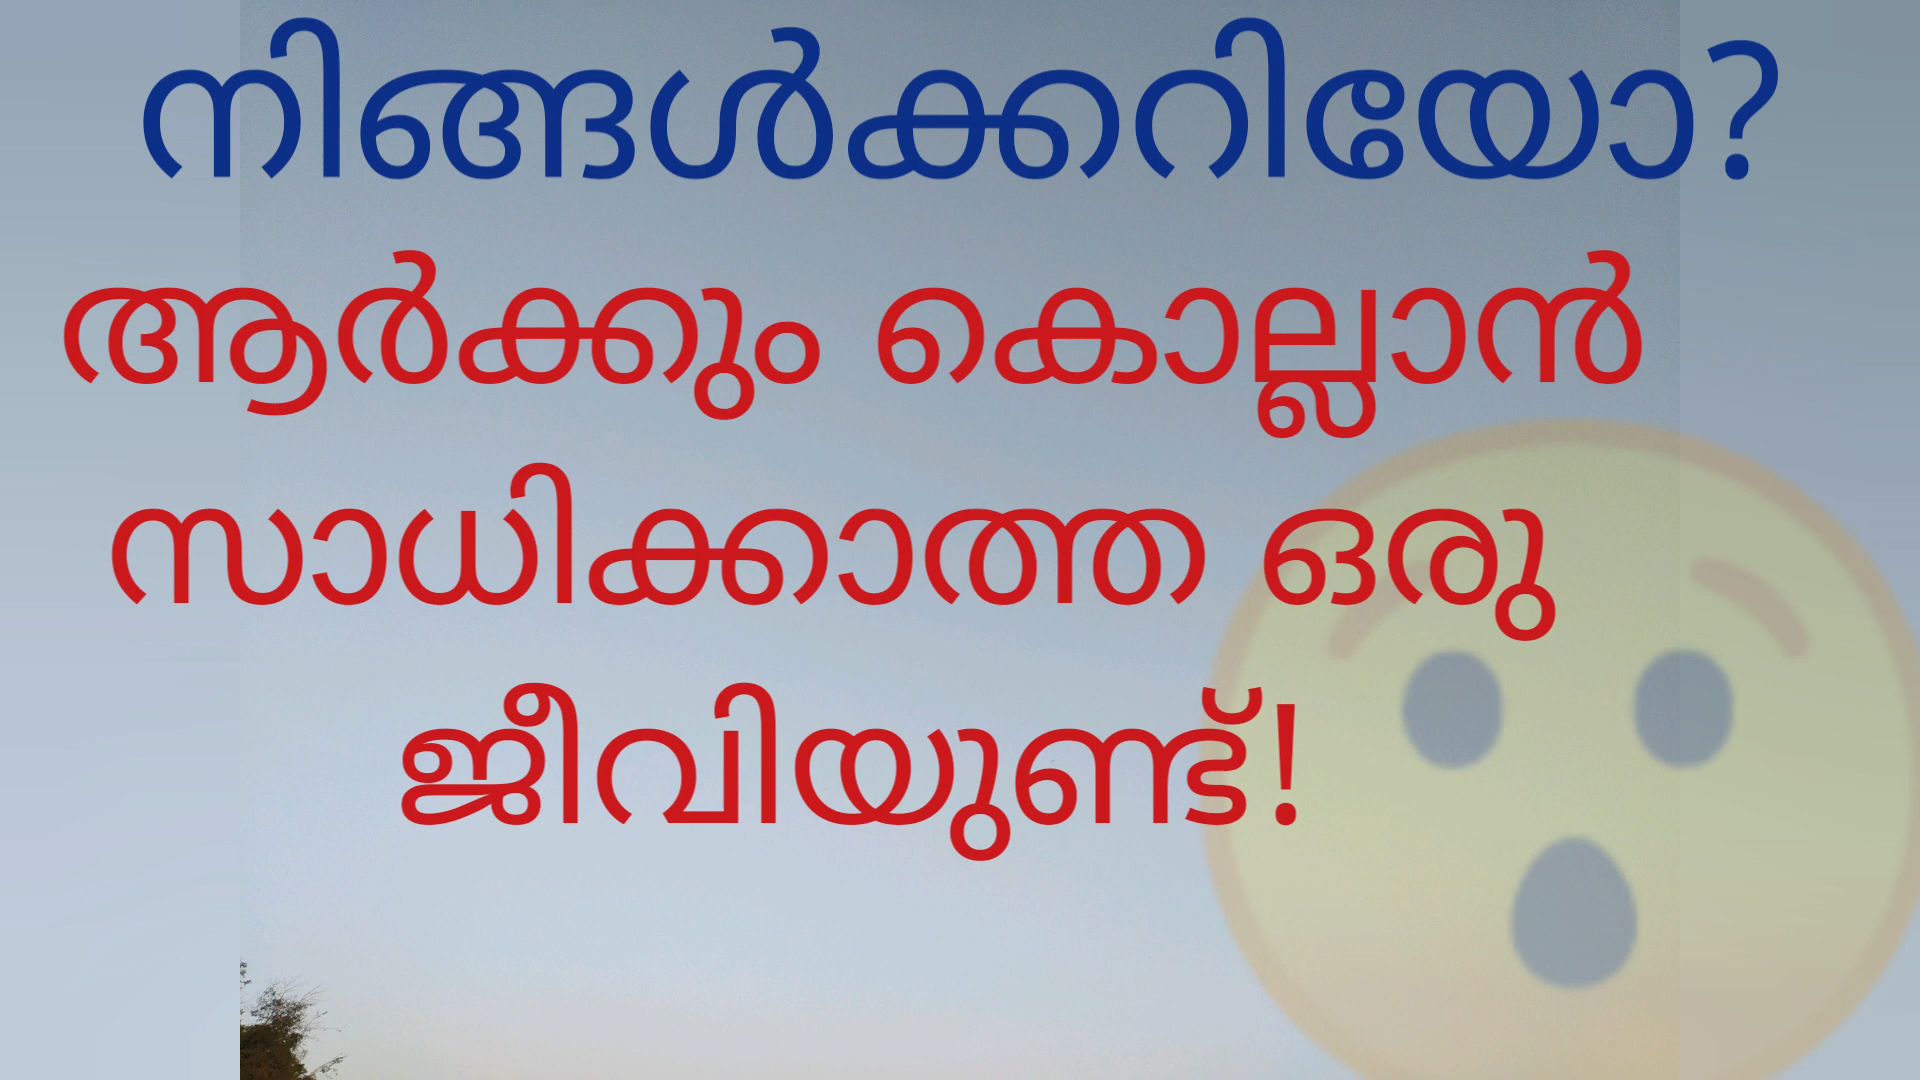 നിങ്ങൾക്കറിയോ?
ആർക്കും കൊല്ലാൻ
സാധിക്കാത്ത ഒരു
ജീവിയുണ്ട്!